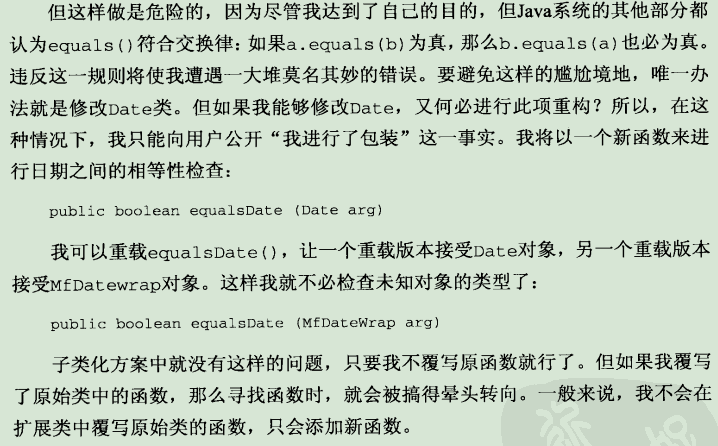 但这样做是危险的，因为尽管我达到了自己的目的，但Java系统的其他部分都
认为equals()符合交换律：如果a.equals(b)为真，那么b.equals(a)也必为真。
违反这一规则将使我遭遇一大堆莫名其妙的错误。要避免这样的尴尬境地，唯一办
法就是修改Date类。但如果我能够修改Date，又何必进行此项重构？所以，在这
种情况下，我只能向用户公开“我进行了包装”这一事实。我将以一个新函数来进
行日期之间的相等性检查：
public boolean equalsDate (Date arg)
我可以重载equalsDate()，让一个重载版本接受Date对象，另一个重载版本
接受MfDatewrap对象。这样我就不必检查未知对象的类型了：
public boolean equalsDate (MfDateWrap arg)
子类化方案中就没有这样的问题，只要我不覆写原函数就行了。但如果我覆写
了原始类中的函数，那么寻找函数时，就会被搞得晕头转向。一般来说，我不会在
扩展类中覆写原始类的函数，只会添加新函数。